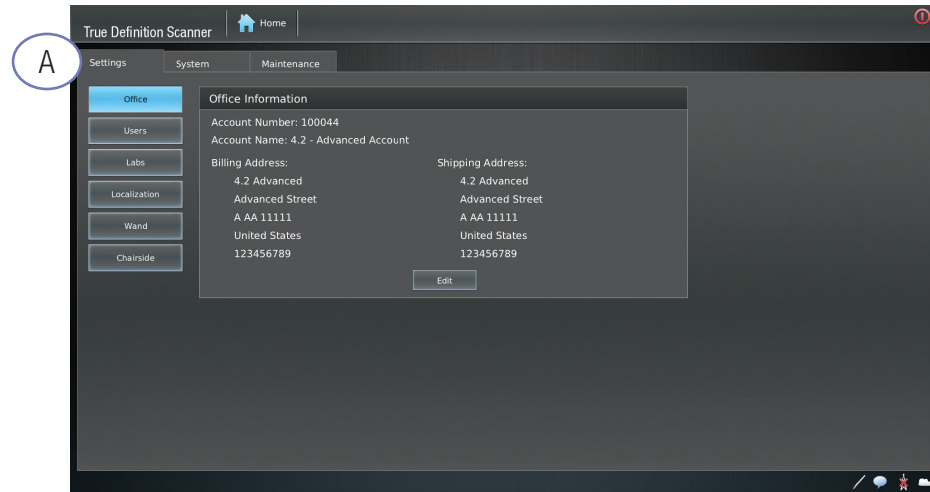 True Definition Scanner
Home
A
Settings System Maintenance
Office
Users
Labs
Localization
Wand
Chairside
Office Information
Account Number: 100044
Account Name: 4.2 - Advanced Account
Billing Address: Shipping Address:
4.2 Advanced 4.2 Advanced
Advanced Street Advanced Street
A AA 11111 A AA 11111
United States United States
123456789 123456789
Edit